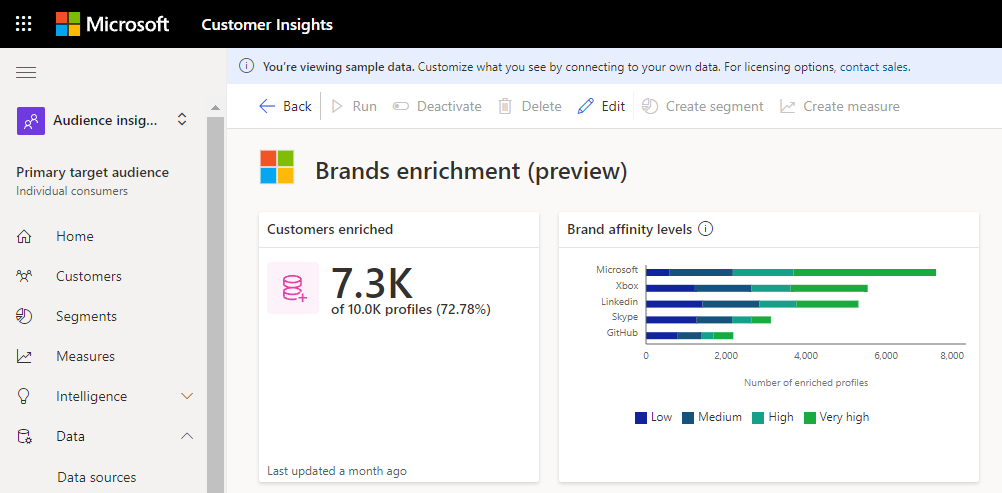 Microsoft Customer Insights
You're viewing sample data. Customize what you see by connecting to your own data. For licensing options, contact sales.
Back Run Deactivate Delete Edit Create segment Create measure
Audience insig...
Primary target audience
Individual consumers
Home
Customers
Segments
Measures
Intelligence
Data
Data sources
Brands enrichment (preview)
Customers enriched
7.3K
of 10.0K profiles (72.78%)
Last updated a month ago
Brand affinity levels
Microsoft
Xbox
Linkedin
Skype
GitHub
0 2,000 4,000 6,000 8,000
Number of enriched profiles
Low Medium High Very high